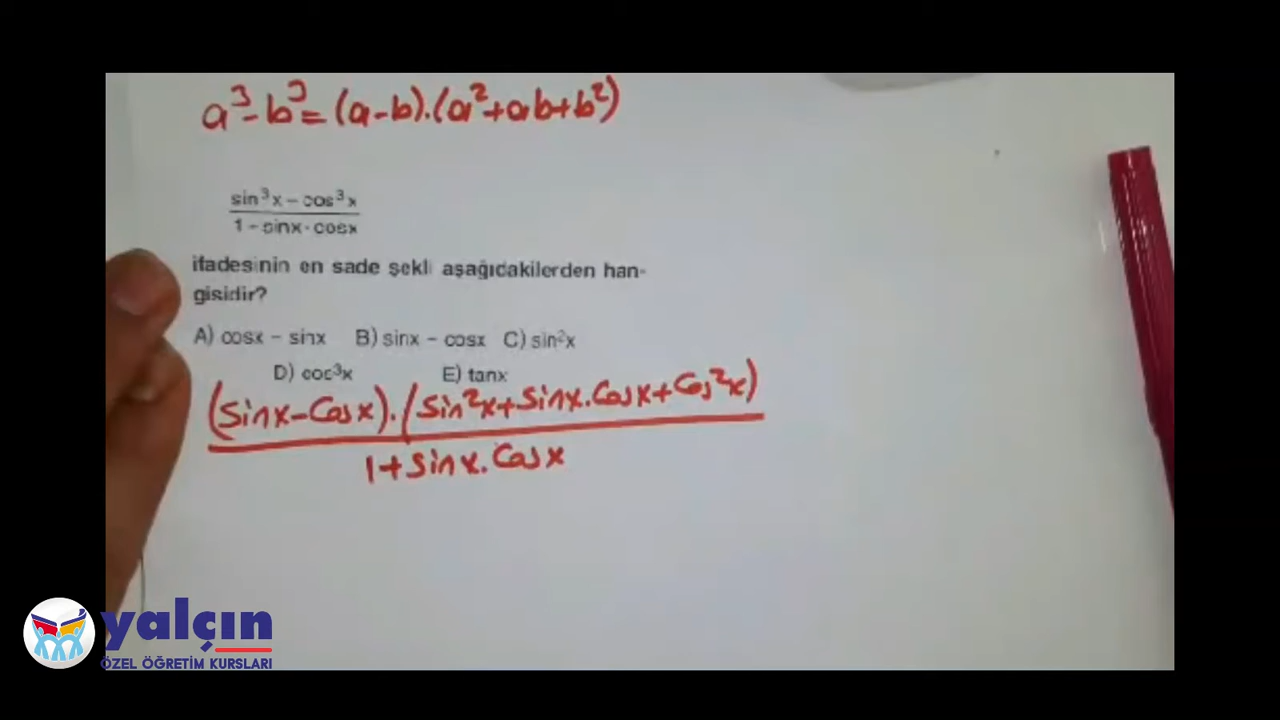 a³-b³=(a-b).(a²+ab+b²)
sin³x - cos³x
1 - sinx · cosx
ifadesinin en sade şekli aşağıdakilerden han-
gisidir?
A) cosx - sinx B) sinx - cosx C) sin²x
D) cos³x E) tanx
(sinx-Cosx).(sin²x+sinx.Cosx+Cos²x)
1+sinx.Cosx
yalçın
ÖZEL ÖĞRETİM KURSLARI